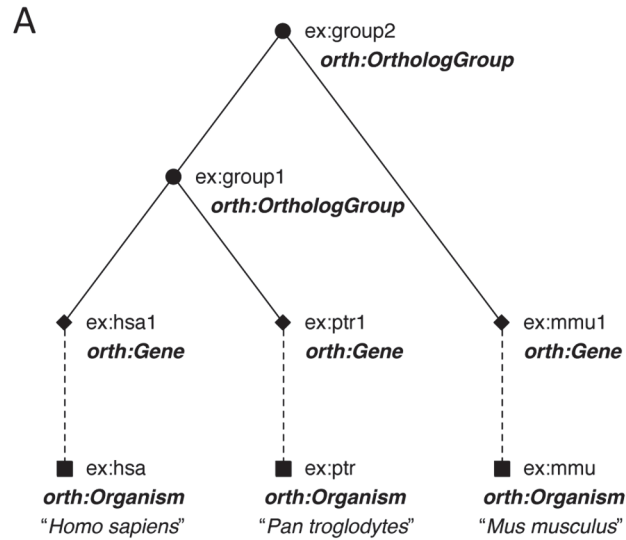 A
ex:group2
orth:OrthologGroup
ex:group1
orth:OrthologGroup
ex:hsa1
orth:Gene
ex:ptr1
orth:Gene
ex:mmu1
orth:Gene
ex:hsa
orth:Organism
“Homo sapiens”
ex:ptr
orth:Organism
“Pan troglodytes”
ex:mmu
orth:Organism
“Mus musculus”